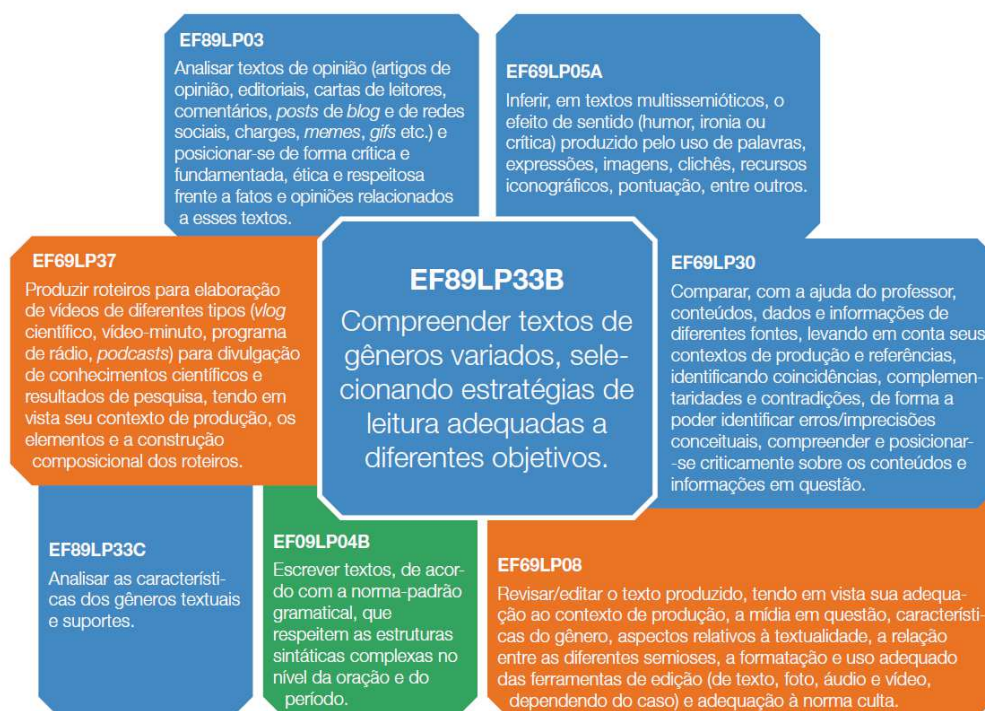 EF89LP03
Analisar textos de opinião (artigos de
opinião, editoriais, cartas de leitores,
comentários, posts de blog e de redes
sociais, charges, memes, gifs etc.) e
posicionar-se de forma crítica e
fundamentada, ética e respeitosa
frente a fatos e opiniões relacionados
a esses textos.
EF69LP05A
Inferir, em textos multissemióticos, o
efeito de sentido (humor, ironia ou
crítica) produzido pelo uso de palavras,
expressões, imagens, clichês, recursos
iconográficos, pontuação, entre outros.
EF69LP37
Produzir roteiros para elaboração
de vídeos de diferentes tipos (vlog
científico, vídeo-minuto, programa
de rádio, podcasts) para divulgação
de conhecimentos científicos e
resultados de pesquisa, tendo em
vista seu contexto de produção, os
elementos e a construção
composicional dos roteiros.
EF89LP33B
Compreender textos de
gêneros variados, sele-
cionando estratégias de
leitura adequadas a
diferentes objetivos.
EF69LP30
Comparar, com a ajuda do professor,
conteúdos, dados e informações de
diferentes fontes, levando em conta seus
contextos de produção e referências,
identificando coincidências, complemen-
taridades e contradições, de forma a
poder identificar erros/imprecisões
conceituais, compreender e posicionar-
-se criticamente sobre os conteúdos e
informações em questão.
EF89LP33C
Analisar as característi-
cas dos gêneros textuais
e suportes.
EF09LP04B
Escrever textos, de acor-
do com a norma-padrão
gramatical, que
respeitem as estruturas
sintáticas complexas no
nível da oração e do
período.
EF69LP08
Revisar/editar o texto produzido, tendo em vista sua adequa-
ção ao contexto de produção, a mídia em questão, característi-
cas do gênero, aspectos relativos à textualidade, a relação
entre as diferentes semioses, a formatação e uso adequado
das ferramentas de edição (de texto, foto, áudio e vídeo,
dependendo do caso) e adequação à norma culta.